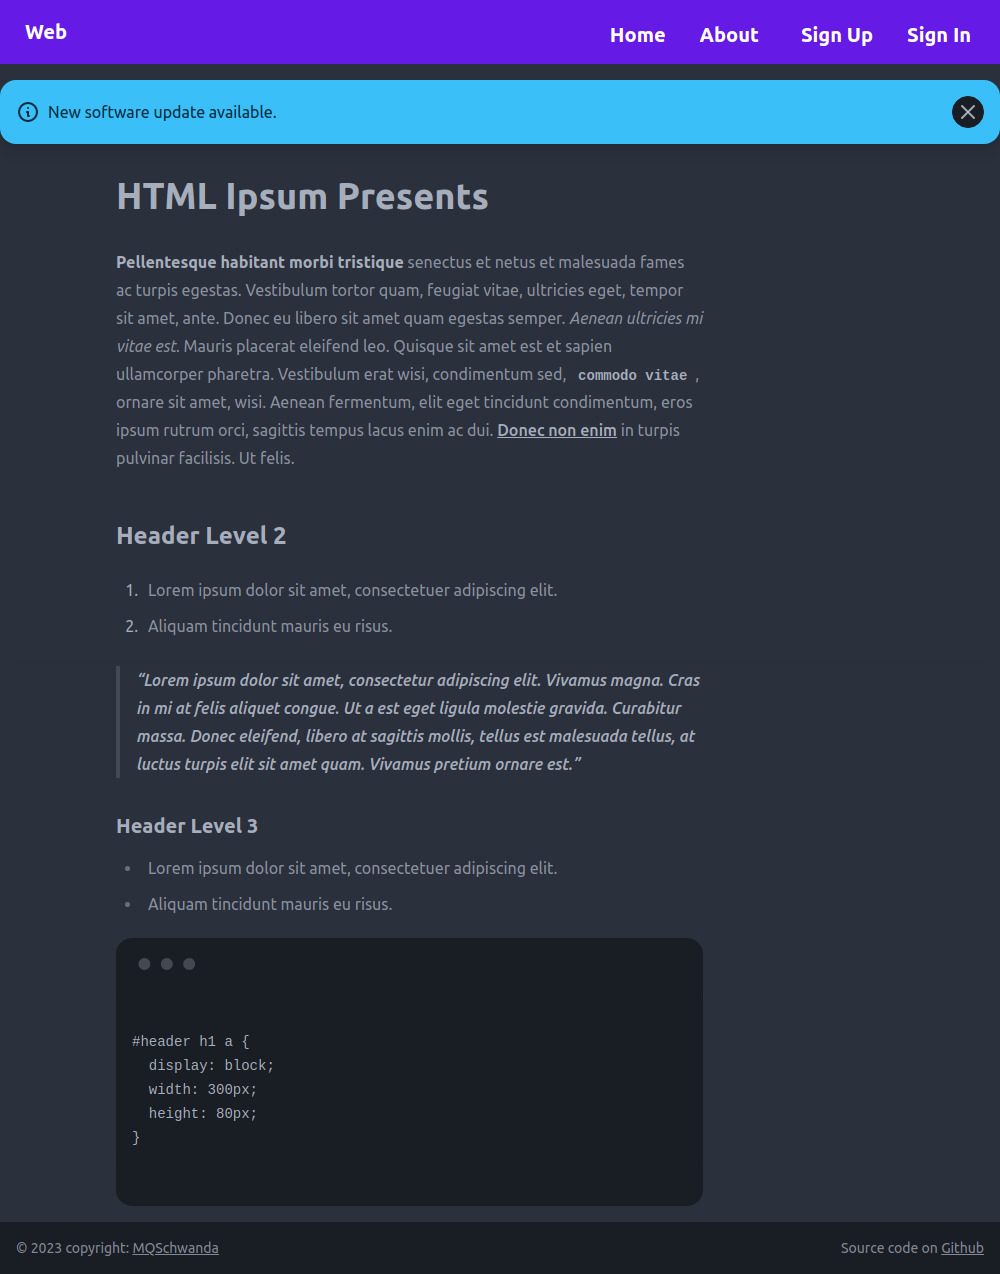 Web
Home About Sign Up Sign In
New software update available.
HTML Ipsum Presents
Pellentesque habitant morbi tristique senectus et netus et malesuada fames
ac turpis egestas. Vestibulum tortor quam, feugiat vitae, ultricies eget, tempor
sit amet, ante. Donec eu libero sit amet quam egestas semper. Aenean ultricies mi
vitae est. Mauris placerat eleifend leo. Quisque sit amet est et sapien
ullamcorper pharetra. Vestibulum erat wisi, condimentum sed, commodo vitae ,
ornare sit amet, wisi. Aenean fermentum, elit eget tincidunt condimentum, eros
ipsum rutrum orci, sagittis tempus lacus enim ac dui. Donec non enim in turpis
pulvinar facilisis. Ut felis.
Header Level 2
1. Lorem ipsum dolor sit amet, consectetuer adipiscing elit.
2. Aliquam tincidunt mauris eu risus.
“Lorem ipsum dolor sit amet, consectetur adipiscing elit. Vivamus magna. Cras
in mi at felis aliquet congue. Ut a est eget ligula molestie gravida. Curabitur
massa. Donec eleifend, libero at sagittis mollis, tellus est malesuada tellus, at
luctus turpis elit sit amet quam. Vivamus pretium ornare est.”
Header Level 3
• Lorem ipsum dolor sit amet, consectetuer adipiscing elit.
• Aliquam tincidunt mauris eu risus.
#header h1 a {
  display: block;
  width: 300px;
  height: 80px;
}
© 2023 copyright: MQSchwanda
Source code on Github